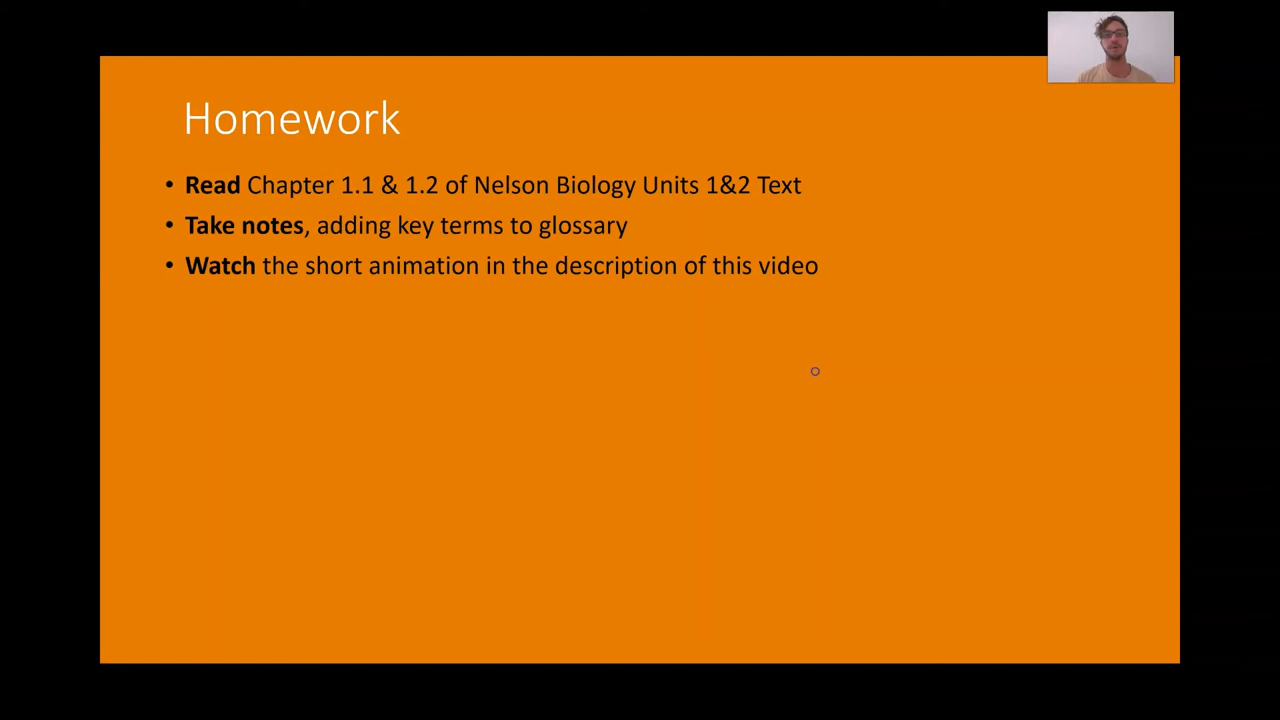 Homework
• Read Chapter 1.1 & 1.2 of Nelson Biology Units 1&2 Text
• Take notes, adding key terms to glossary
• Watch the short animation in the description of this video